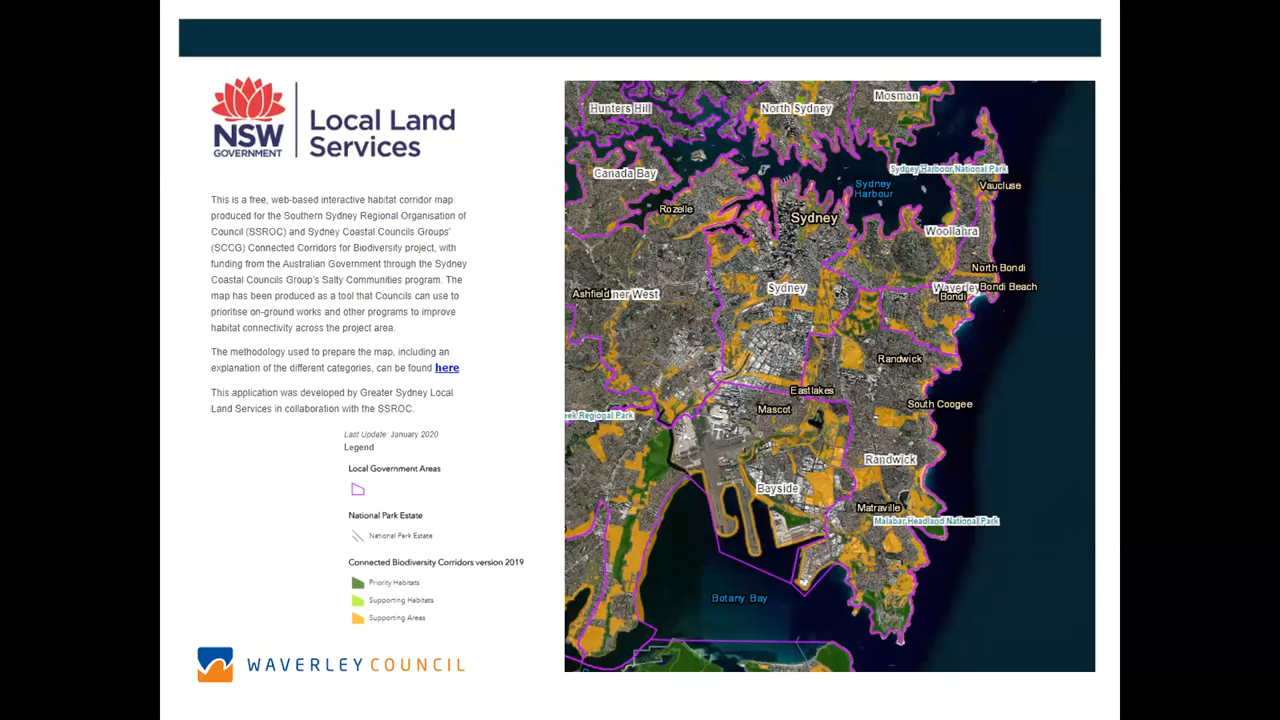 NSW
GOVERNMENT
Local Land
Services
This is a free, web-based interactive habitat corridor map
produced for the Southern Sydney Regional Organisation of
Council (SSROC) and Sydney Coastal Councils Groups'
(SCCG) Connected Corridors for Biodiversity project, with
funding from the Australian Government through the Sydney
Coastal Councils Group's Salty Communities program. The
map has been produced as a tool that Councils can use to
prioritise on-ground works and other programs to improve
habitat connectivity across the project area.
The methodology used to prepare the map, including an
explanation of the different categories, can be found here
This application was developed by Greater Sydney Local
Land Services in collaboration with the SSROC.
Last Update: January 2020
Legend
Local Government Areas
National Park Estate
National Park Estate
Connected Biodiversity Corridors version 2019
Priority Habitats
Supporting Habitats
Supporting Areas
WAVERLEY COUNCIL
Hunters Hill
North Sydney
Mosman
Canada Bay
Sydney Harbour National Park
Sydney
Harbour
Vaucluse
Rozelle
Sydney
Woollahra
North Bondi
Sydney
Waverley
Bondi Beach
Bondi
Ashfield
ner West
Randwick
Eastlakes
Mascot
South Coogee
eek Regional Park
Randwick
Bayside
Matraville
Malabar Headland National Park
Botany Bay